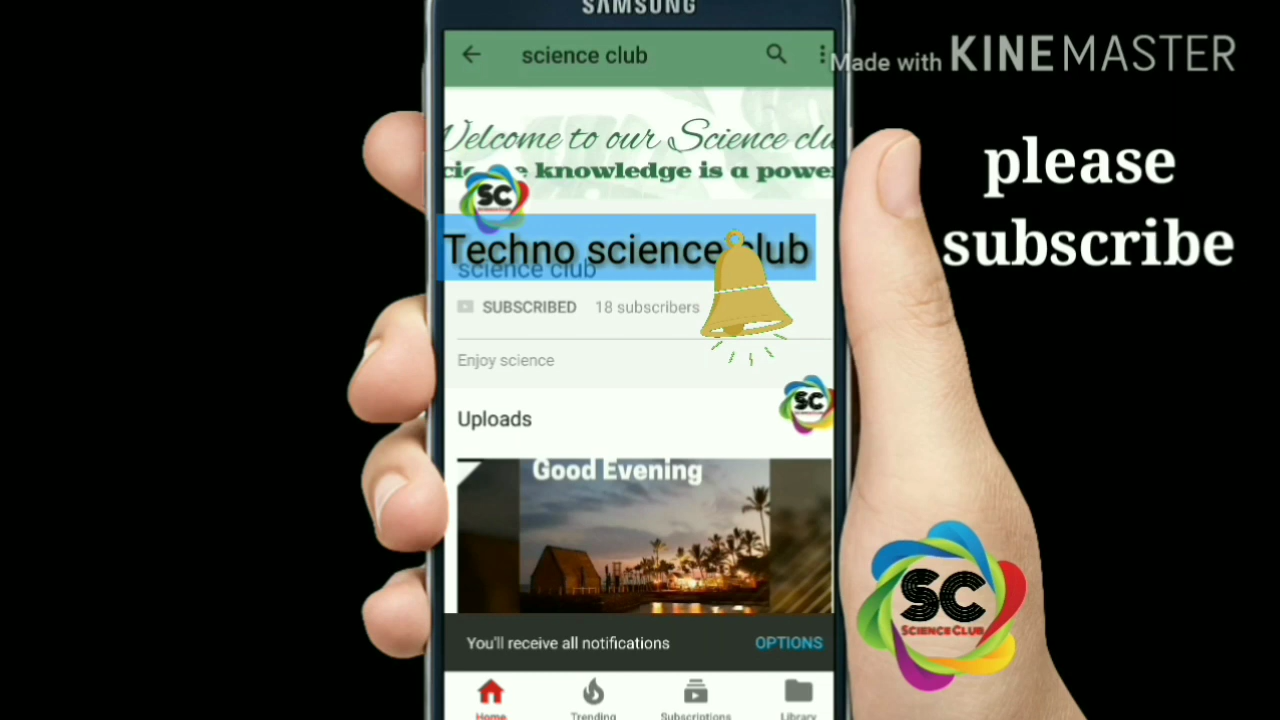 SAMSUNG
science club
Made with KINEMASTER
Welcome to our Science clu
knowledge is a power
please
subscribe
SC
Techno science club
science club
SUBSCRIBED 18 subscribers
Enjoy science
SC
Uploads
Good Evening
SC
SCIENCE CLUB
You'll receive all notifications OPTIONS
Home Trending Subscriptions Library